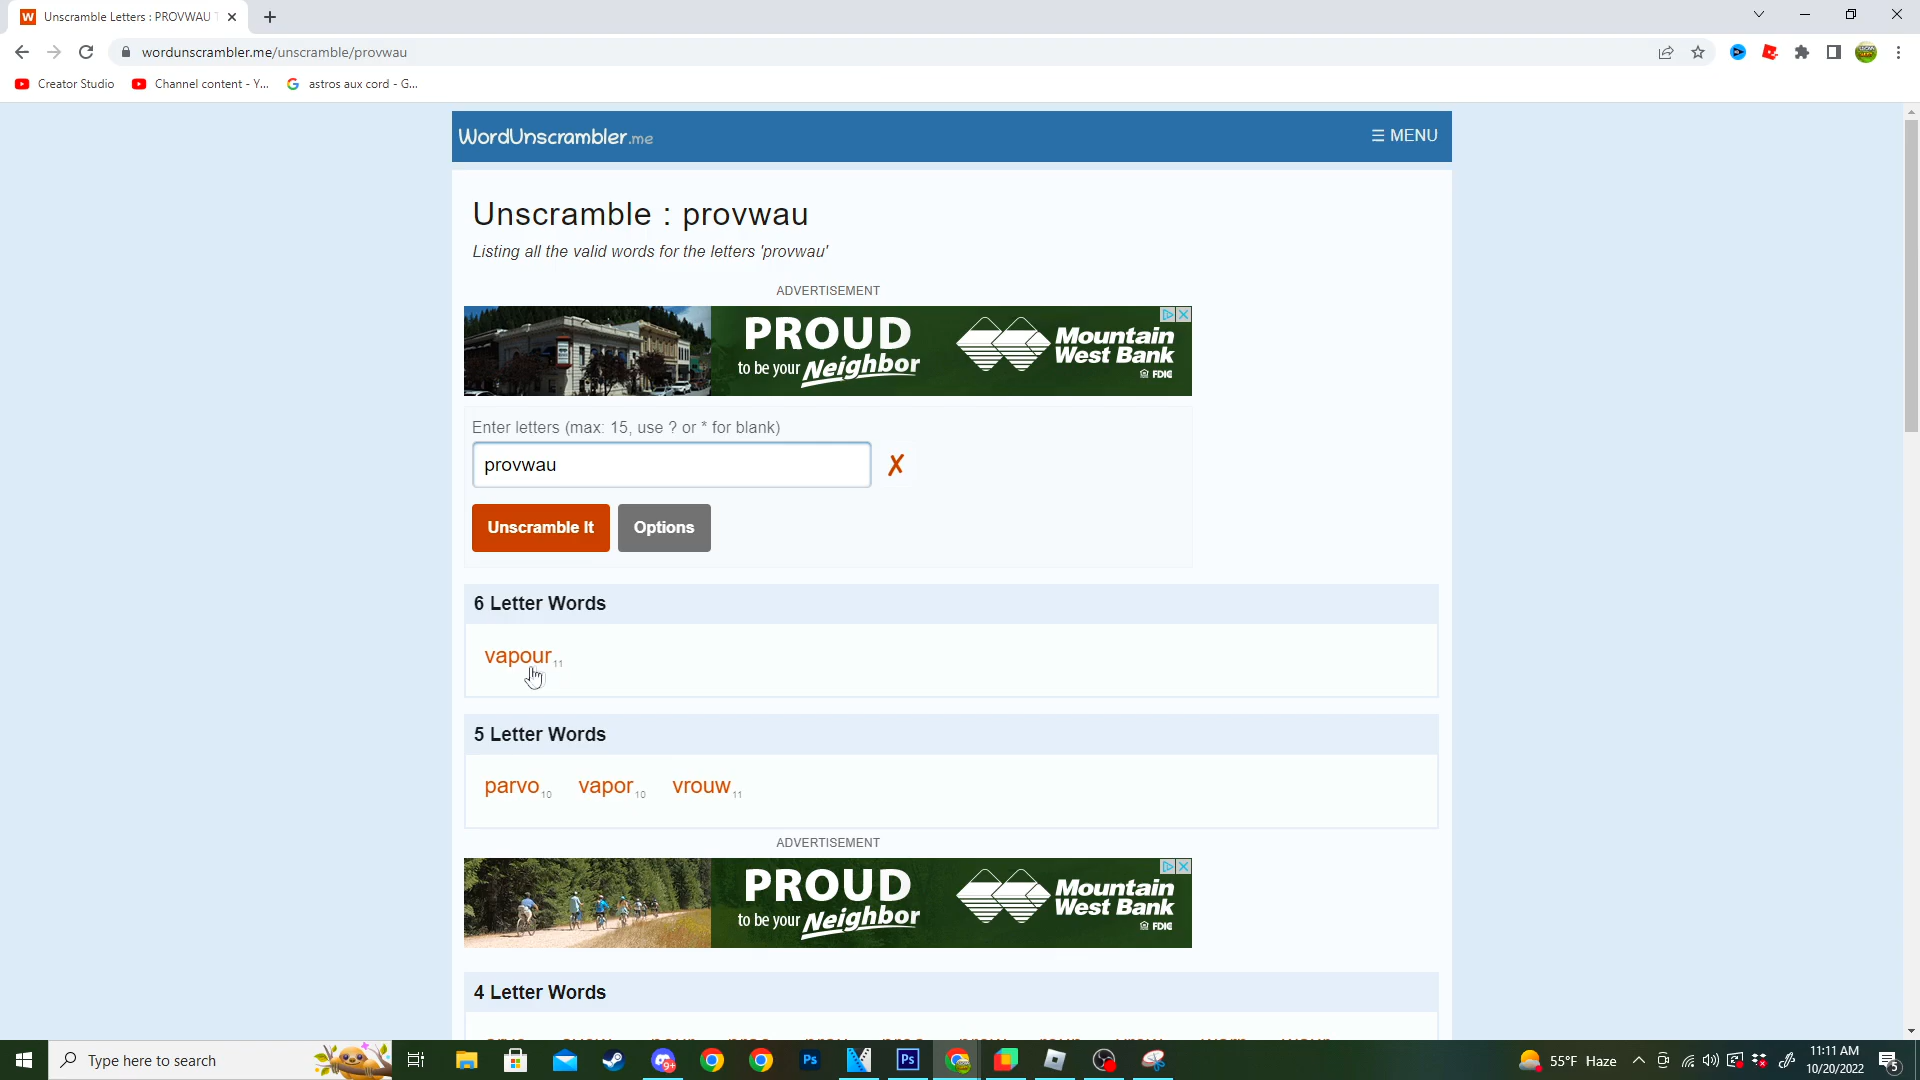 Unscramble Letters : PROVWAU
wordunscrambler.me/unscramble/provwau
Creator Studio
Channel content - Y...
astros aux cord - G...
WordUnscrambler.me
☰ MENU
Unscramble : provwau
Listing all the valid words for the letters 'provwau'
ADVERTISEMENT
PROUD
to be your Neighbor
Mountain
West Bank
FDIC
Enter letters (max: 15, use ? or * for blank)
provwau
✗
Unscramble It
Options
6 Letter Words
vapour 11
5 Letter Words
parvo 10 vapor 10 vrouw 11
ADVERTISEMENT
PROUD
to be your Neighbor
Mountain
West Bank
FDIC
4 Letter Words
Type here to search
55°F Haze
11:11 AM
10/20/2022
5